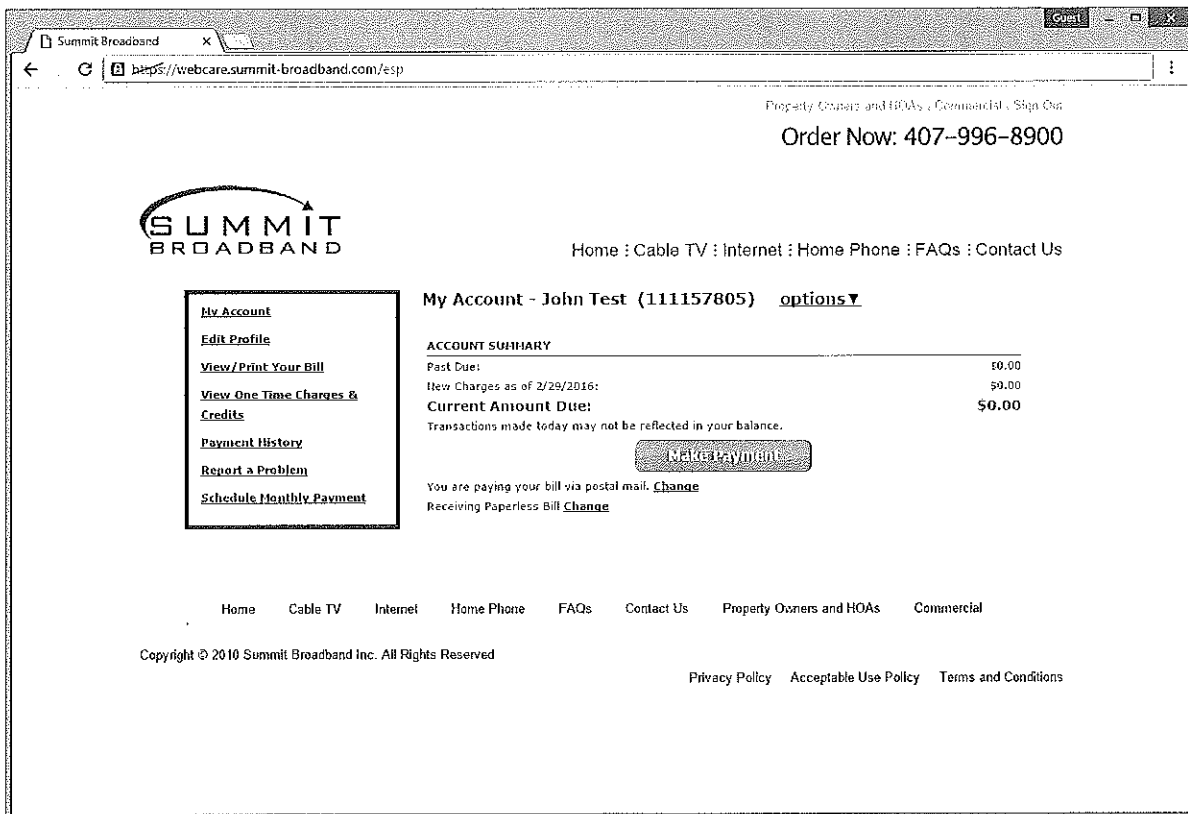 Guest
Summit Broadband
https://webcare.summit-broadband.com/esp
Property Owners and HOAs : Commercial : Sign Out
Order Now: 407-996-8900
SUMMIT
BROADBAND
Home : Cable TV : Internet : Home Phone : FAQs : Contact Us
My Account
Edit Profile
View/Print Your Bill
View One Time Charges &
Credits
Payment History
Report a Problem
Schedule Monthly Payment
My Account - John Test (111157805) options▼
ACCOUNT SUMMARY
Past Due: $0.00
New Charges as of 2/29/2016: $0.00
Current Amount Due: $0.00
Transactions made today may not be reflected in your balance.
Make Payment
You are paying your bill via postal mail. Change
Receiving Paperless Bill Change
Home Cable TV Internet Home Phone FAQs Contact Us Property Owners and HOAs Commercial
Copyright © 2010 Summit Broadband Inc. All Rights Reserved
Privacy Policy Acceptable Use Policy Terms and Conditions